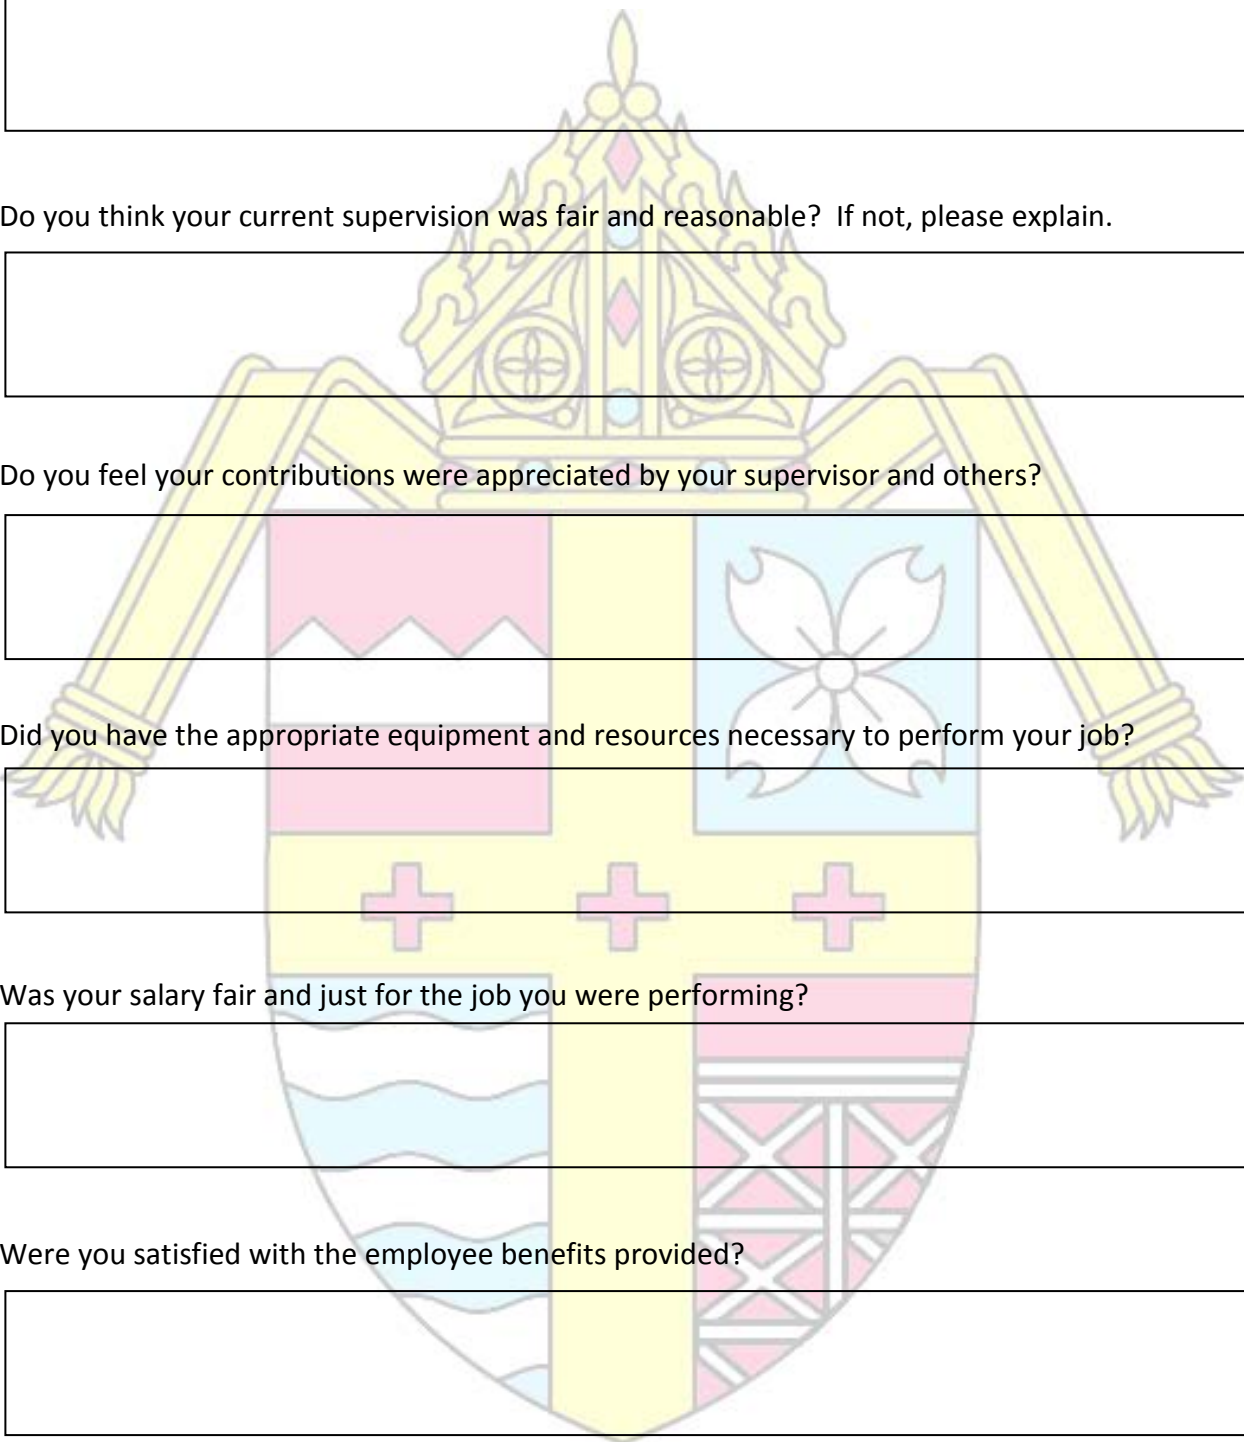 Do you think your current supervision was fair and reasonable?  If not, please explain.
Do you feel your contributions were appreciated by your supervisor and others?
Did you have the appropriate equipment and resources necessary to perform your job?
Was your salary fair and just for the job you were performing?
Were you satisfied with the employee benefits provided?